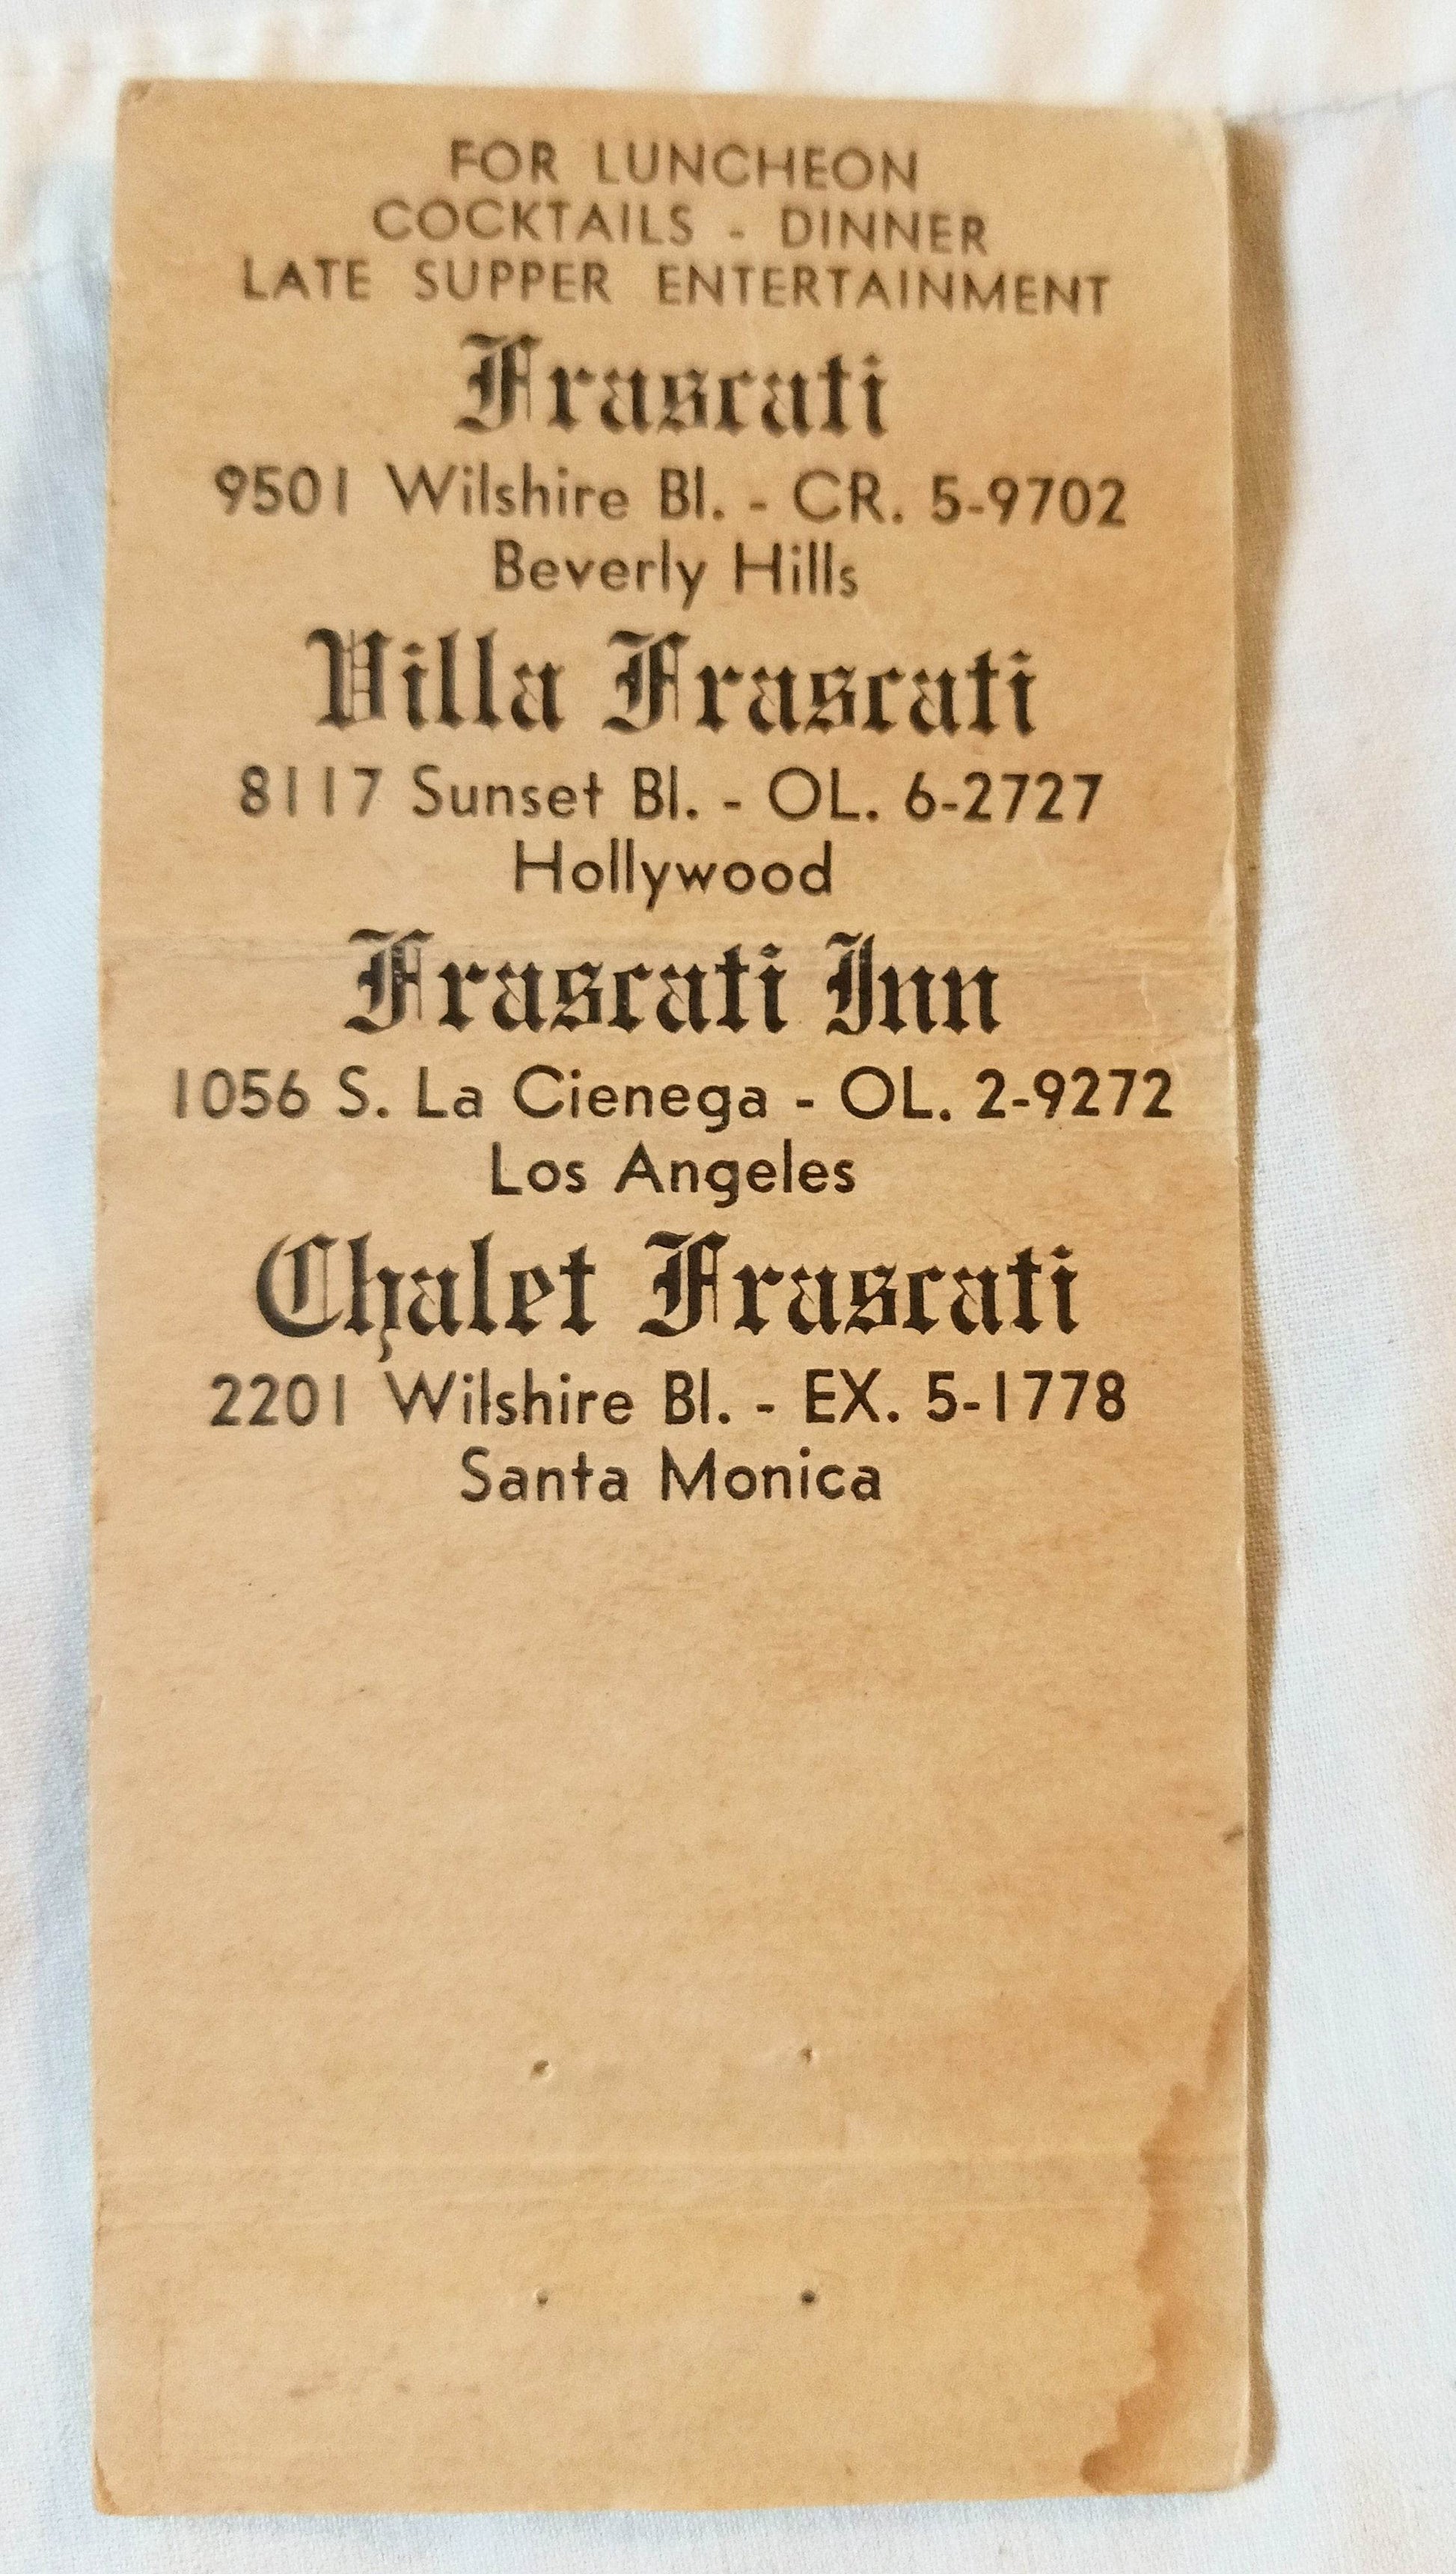 FOR LUNCHEON
COCKTAILS - DINNER
LATE SUPPER ENTERTAINMENT
Frascati
9501 Wilshire Bl. - CR. 5-9702
Beverly Hills
Villa Frascati
8117 Sunset Bl. - OL. 6-2727
Hollywood
Frascati Inn
1056 S. La Cienega - OL. 2-9272
Los Angeles
Chalet Frascati
2201 Wilshire Bl. - EX. 5-1778
Santa Monica